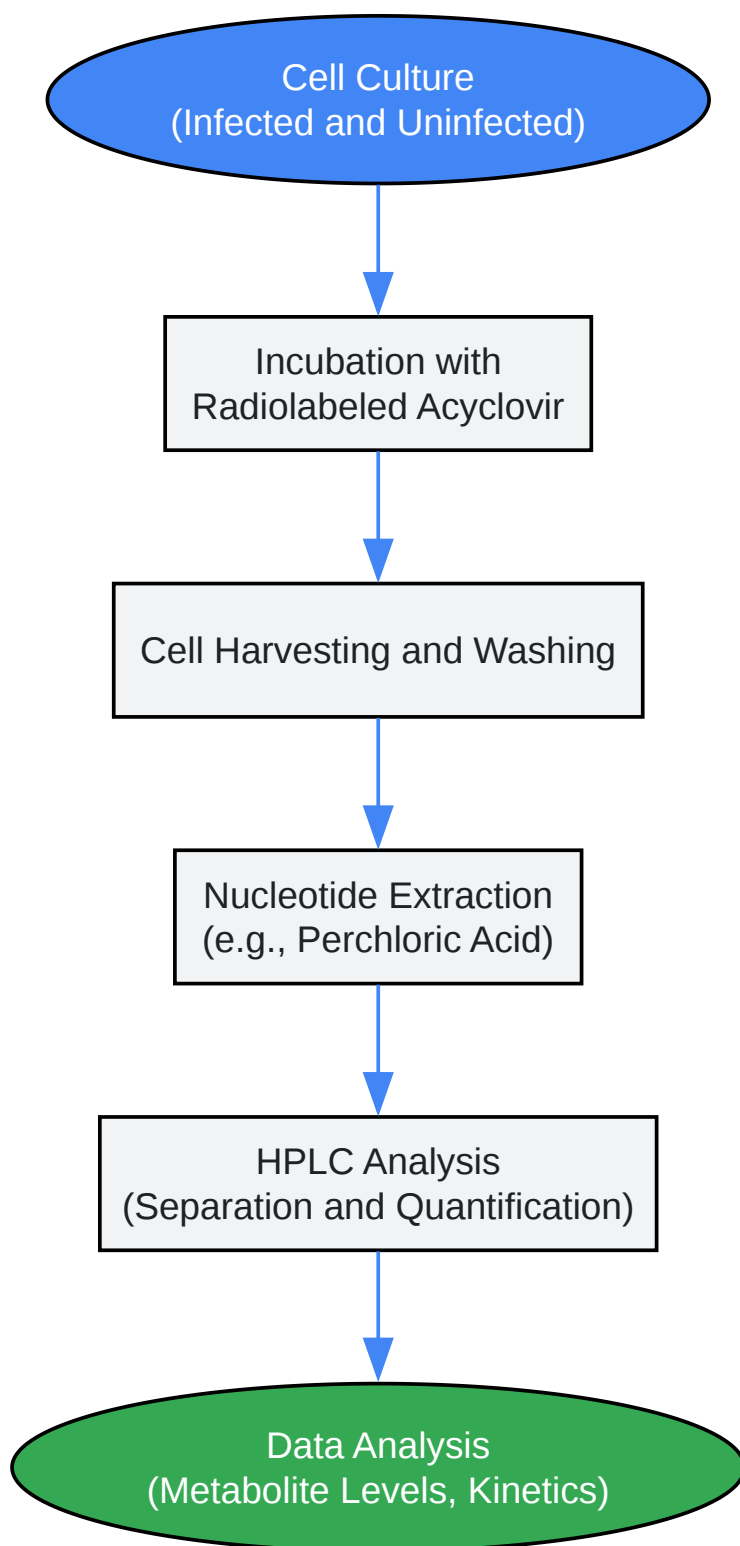 Cell Culture
(Infected and Uninfected)
Incubation with
Radiolabeled Acyclovir
Cell Harvesting and Washing
Nucleotide Extraction
(e.g., Perchloric Acid)
HPLC Analysis
(Separation and Quantification)
Data Analysis
(Metabolite Levels, Kinetics)